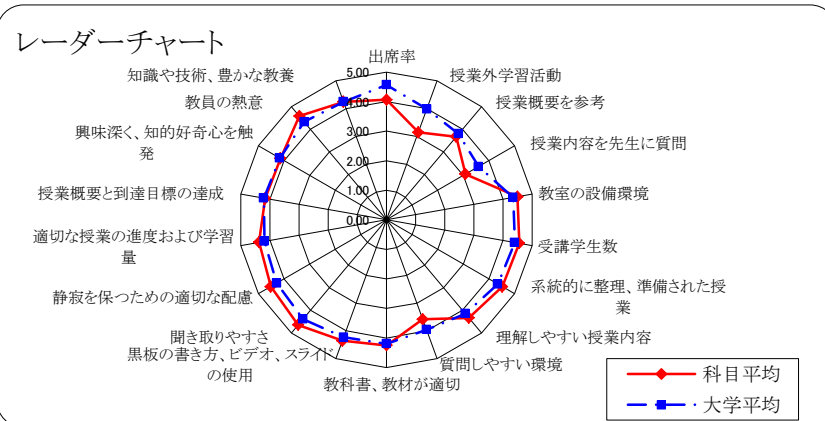 レーダーチャート
出席率
授業外学習活動
授業概要を参考
授業内容を先生に質問
教室の設備環境
受講学生数
系統的に整理、準備された授
業
理解しやすい授業内容
質問しやすい環境
教科書、教材が適切
黒板の書き方、ビデオ、スライド
の使用
聞き取りやすさ
静寂を保つための適切な配慮
適切な授業の進度および学習
量
授業概要と到達目標の達成
興味深く、知的好奇心を触
発
教員の熱意
知識や技術、豊かな教養
5.00
4.00
3.00
2.00
1.00
0.00
科目平均
大学平均